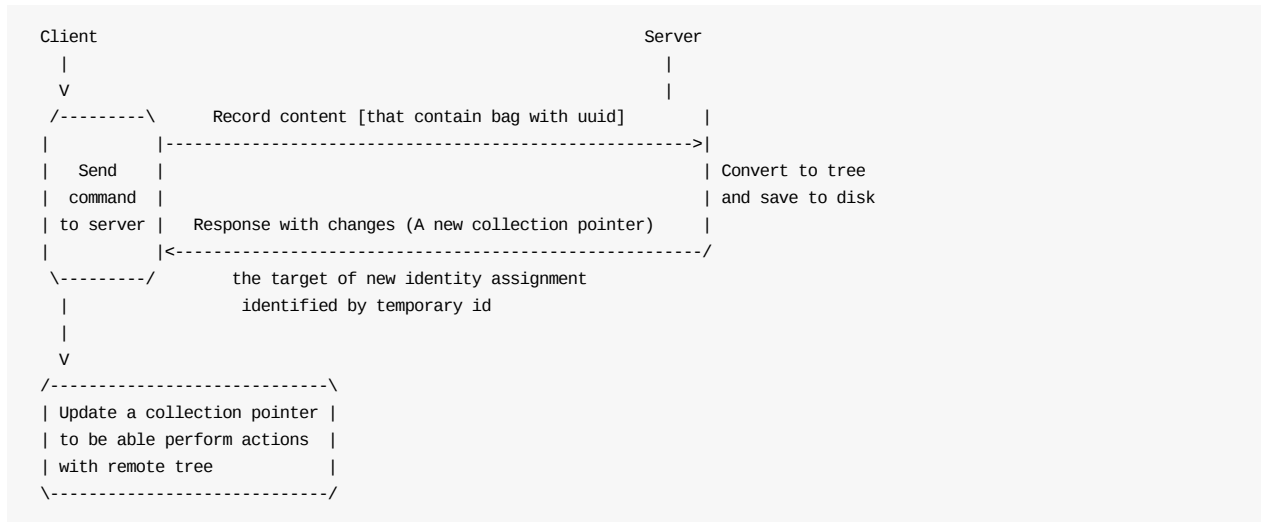 Client Server
Record content [that contain bag with uuid]
Send Convert to tree
command and save to disk
to server Response with changes (A new collection pointer)
the target of new identity assignment
identified by temporary id
Update a collection pointer
to be able perform actions
with remote tree